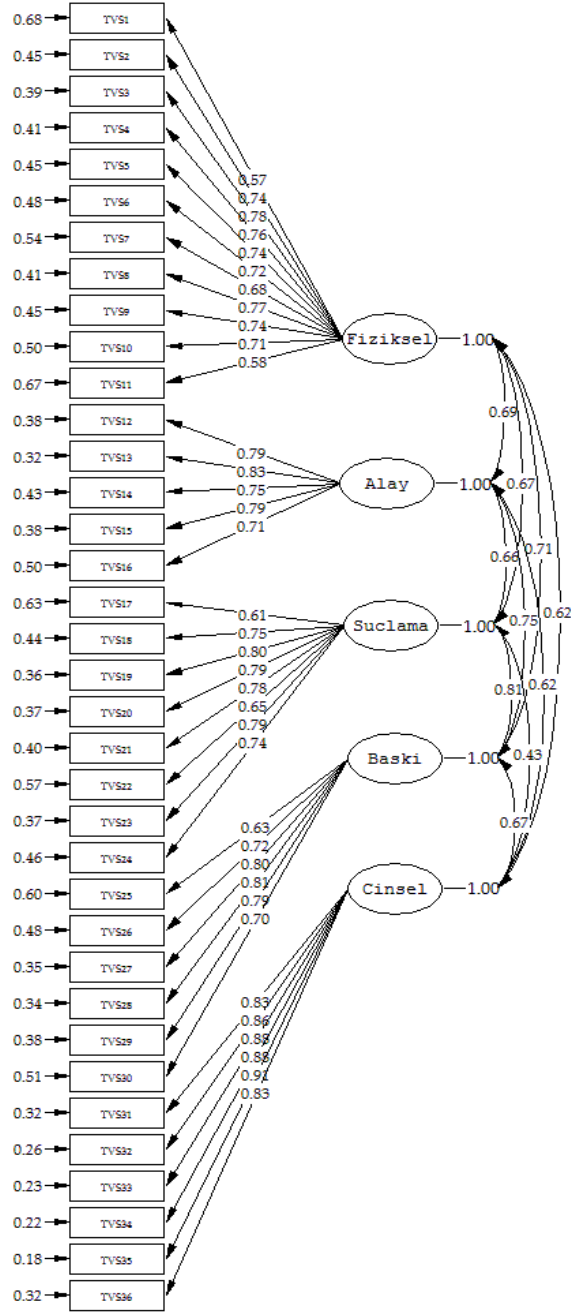 0.68 TVS1
0.45 TVS2
0.39 TVS3
0.41 TVS4
0.45 TVS5
0.48 TVS6
0.54 TVS7
0.41 TVS8
0.45 TVS9
0.50 TVS10
0.67 TVS11
0.38 TVS12
0.32 TVS13
0.43 TVS14
0.38 TVS15
0.50 TVS16
0.63 TVS17
0.44 TVS18
0.36 TVS19
0.37 TVS20
0.40 TVS21
0.57 TVS22
0.37 TVS23
0.46 TVS24
0.60 TVS25
0.48 TVS26
0.35 TVS27
0.34 TVS28
0.38 TVS29
0.51 TVS30
0.32 TVS31
0.26 TVS32
0.23 TVS33
0.22 TVS34
0.18 TVS35
0.32 TVS36
0.57
0.74
0.78
0.76
0.74
0.72
0.68
0.77
0.74
0.71
0.58
0.79
0.83
0.75
0.79
0.71
0.61
0.75
0.80
0.79
0.78
0.65
0.79
0.74
0.63
0.72
0.80
0.81
0.79
0.70
0.83
0.86
0.88
0.88
0.91
0.83
Fiziksel 1.00
Alay 1.00
Suclama 1.00
Baski 1.00
Cinsel 1.00
0.69
0.67
0.66
0.71
0.75
0.62
0.81
0.62
0.43
0.67